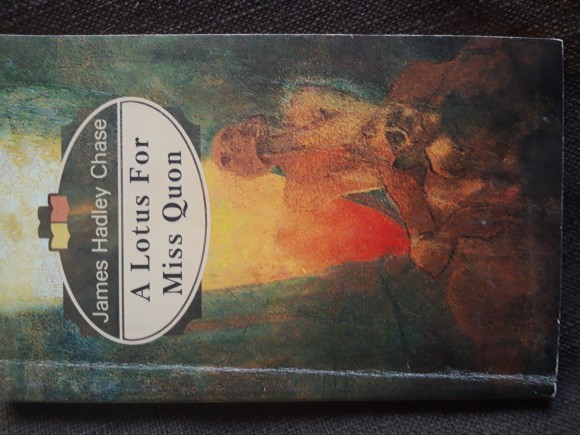 James Hadley Chase
A Lotus For
Miss Quon